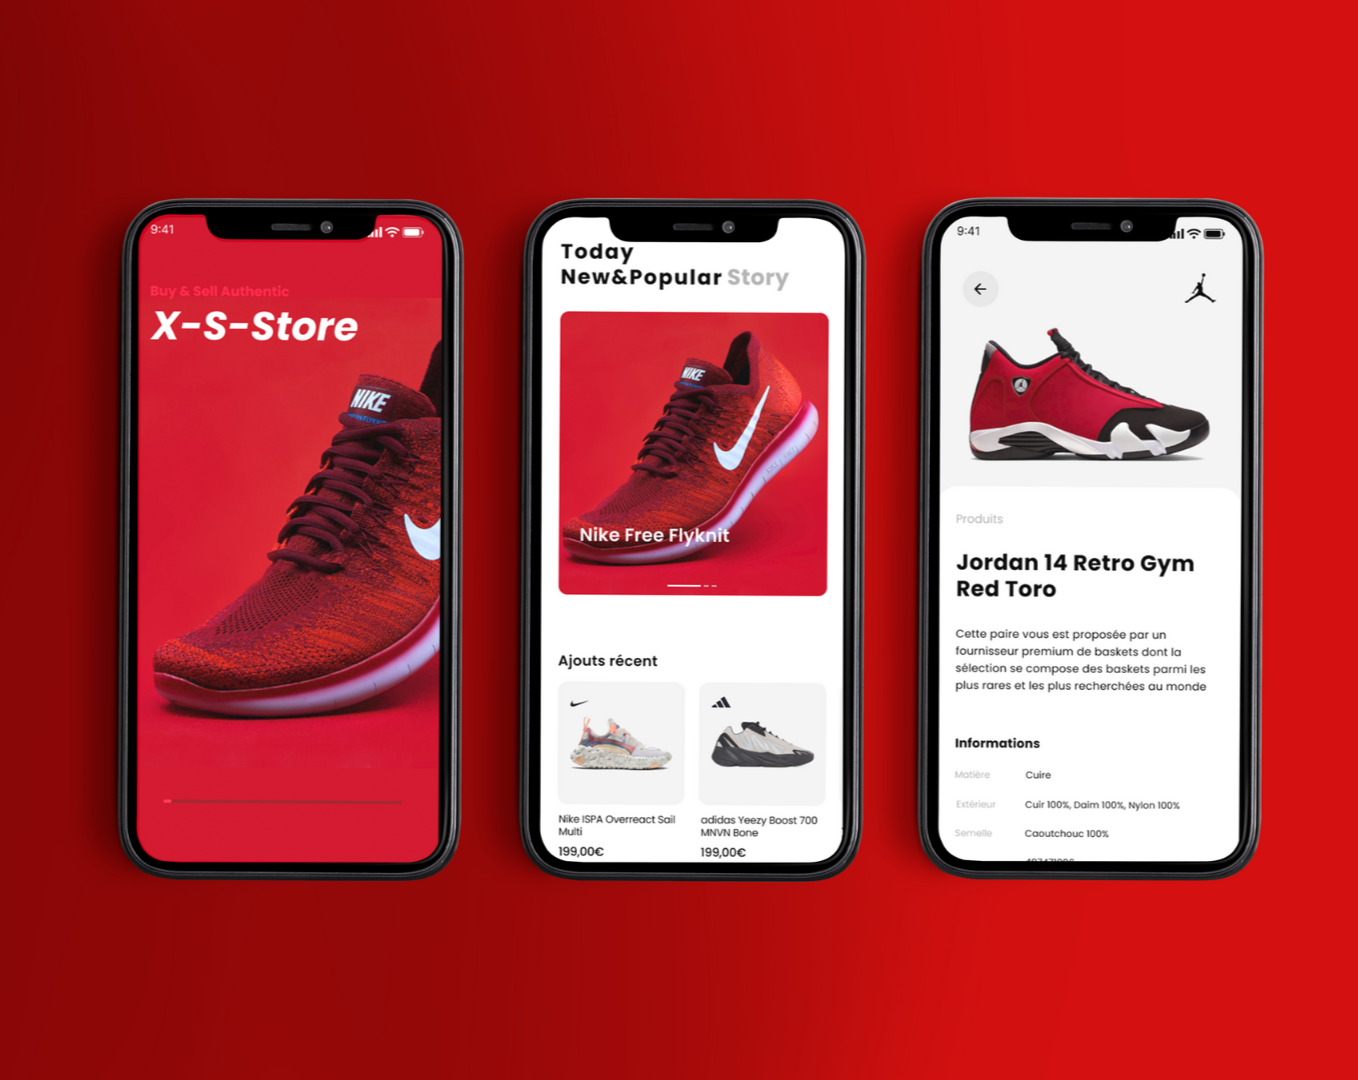 9:41
Buy & Sell Authentic
X-S-Store
NIKE
Today
New&Popular Story
NIKE
Nike Free Flyknit
Ajouts récent
Nike ISPA Overreact Sail
Multi
199,00€
adidas Yeezy Boost 700
MNVN Bone
199,00€
9:41
Produits
Jordan 14 Retro Gym
Red Toro
Cette paire vous est proposée par un
fournisseur premium de baskets dont la
sélection se compose des baskets parmi les
plus rares et les plus recherchées au monde
Informations
Matière Cuire
Extérieur Cuir 100%, Daim 100%, Nylon 100%
Semelle Caoutchouc 100%